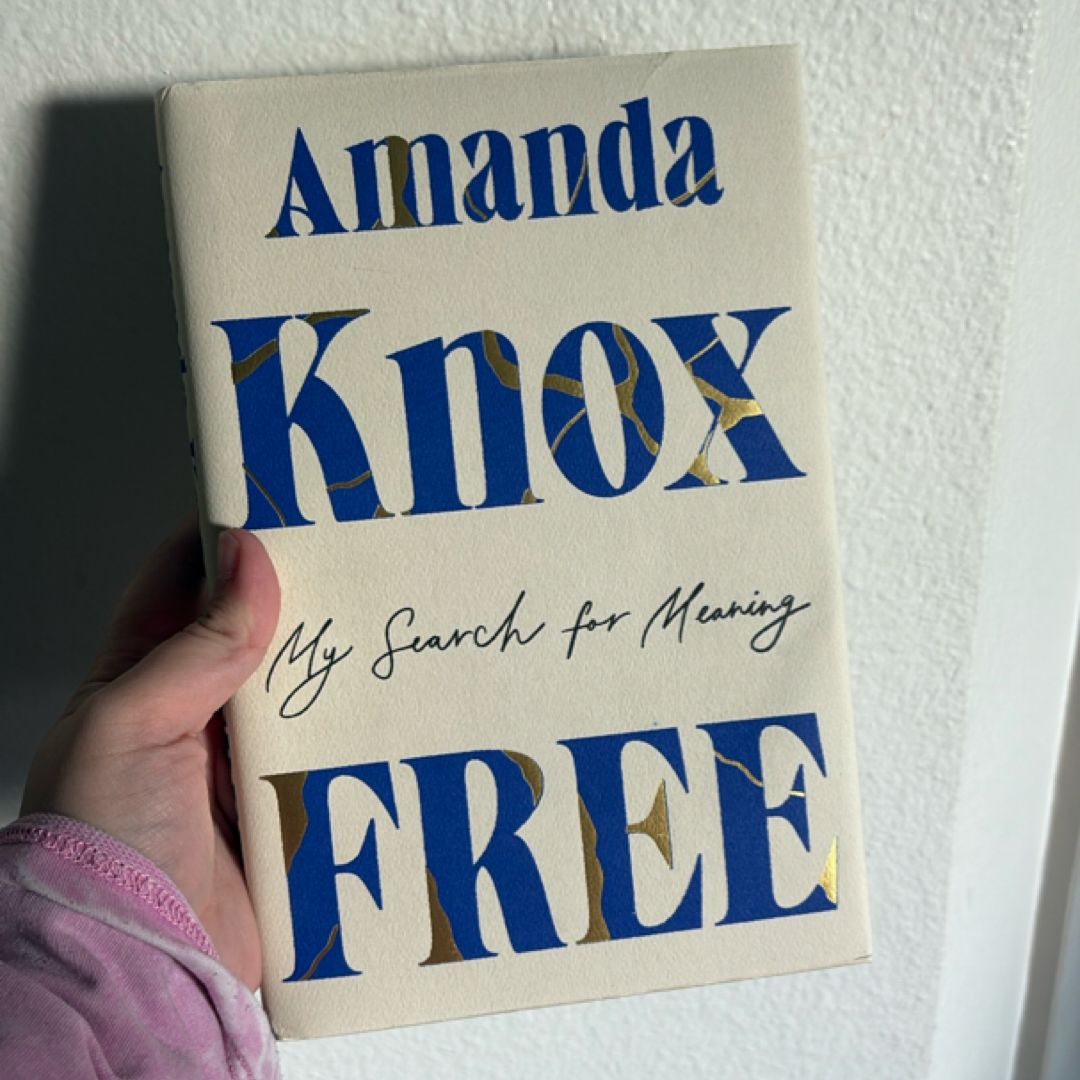 Amanda
Knox
My Search for Meaning
FREE